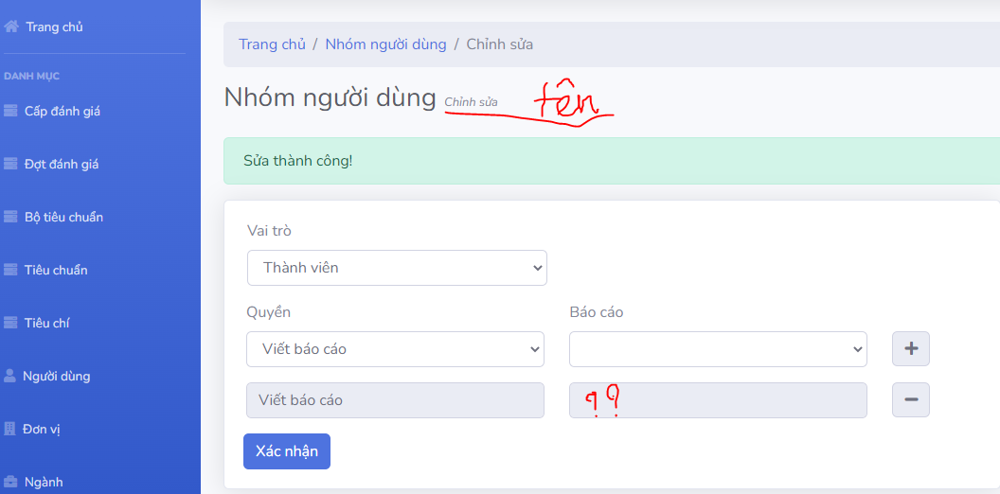 Trang chủ
DANH MỤC
Cấp đánh giá
Đợt đánh giá
Bộ tiêu chuẩn
Tiêu chuẩn
Tiêu chí
Người dùng
Đơn vị
Ngành
Trang chủ / Nhóm người dùng / Chỉnh sửa
Nhóm người dùng Chỉnh sửa tên
Sửa thành công!
Vai trò
Thành viên
Quyền Báo cáo
Viết báo cáo +
Viết báo cáo ?? −
Xác nhận